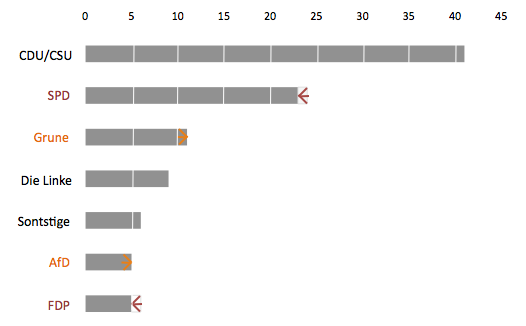 0 5 10 15 20 25 30 35 40 45
CDU/CSU
SPD
Grune
Die Linke
Sontstige
AfD
FDP